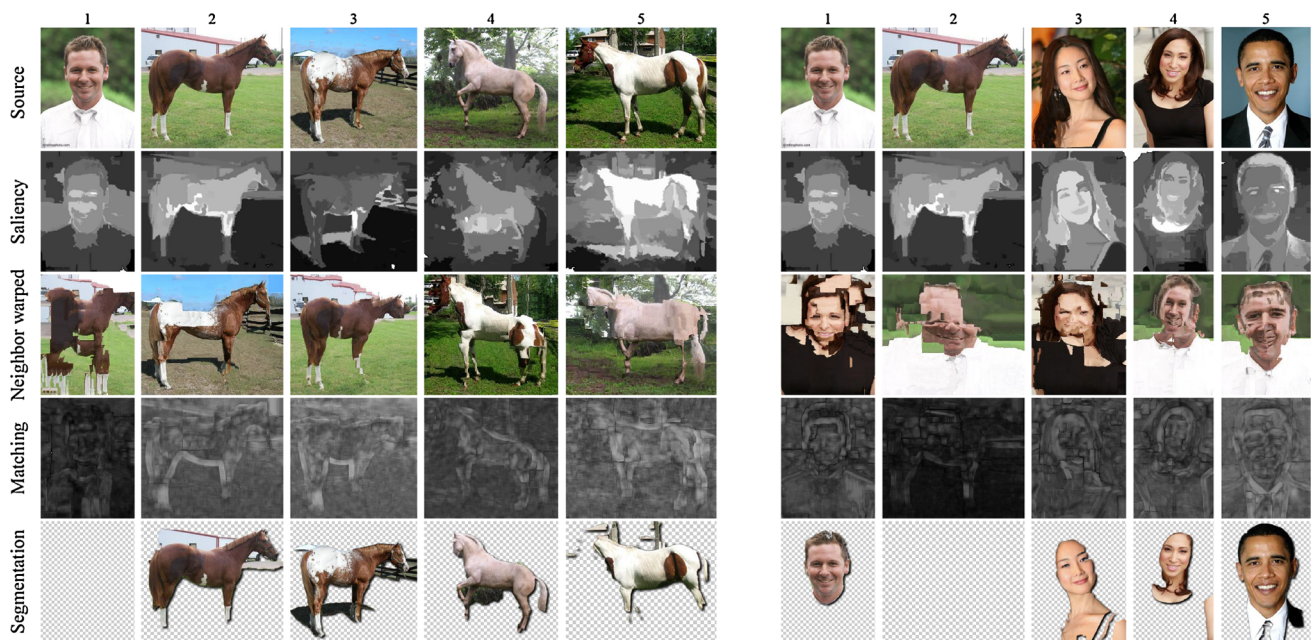 1 2 3 4 5 1 2 3 4 5
Source
Saliency
Neighbor warped
Matching
Segmentation